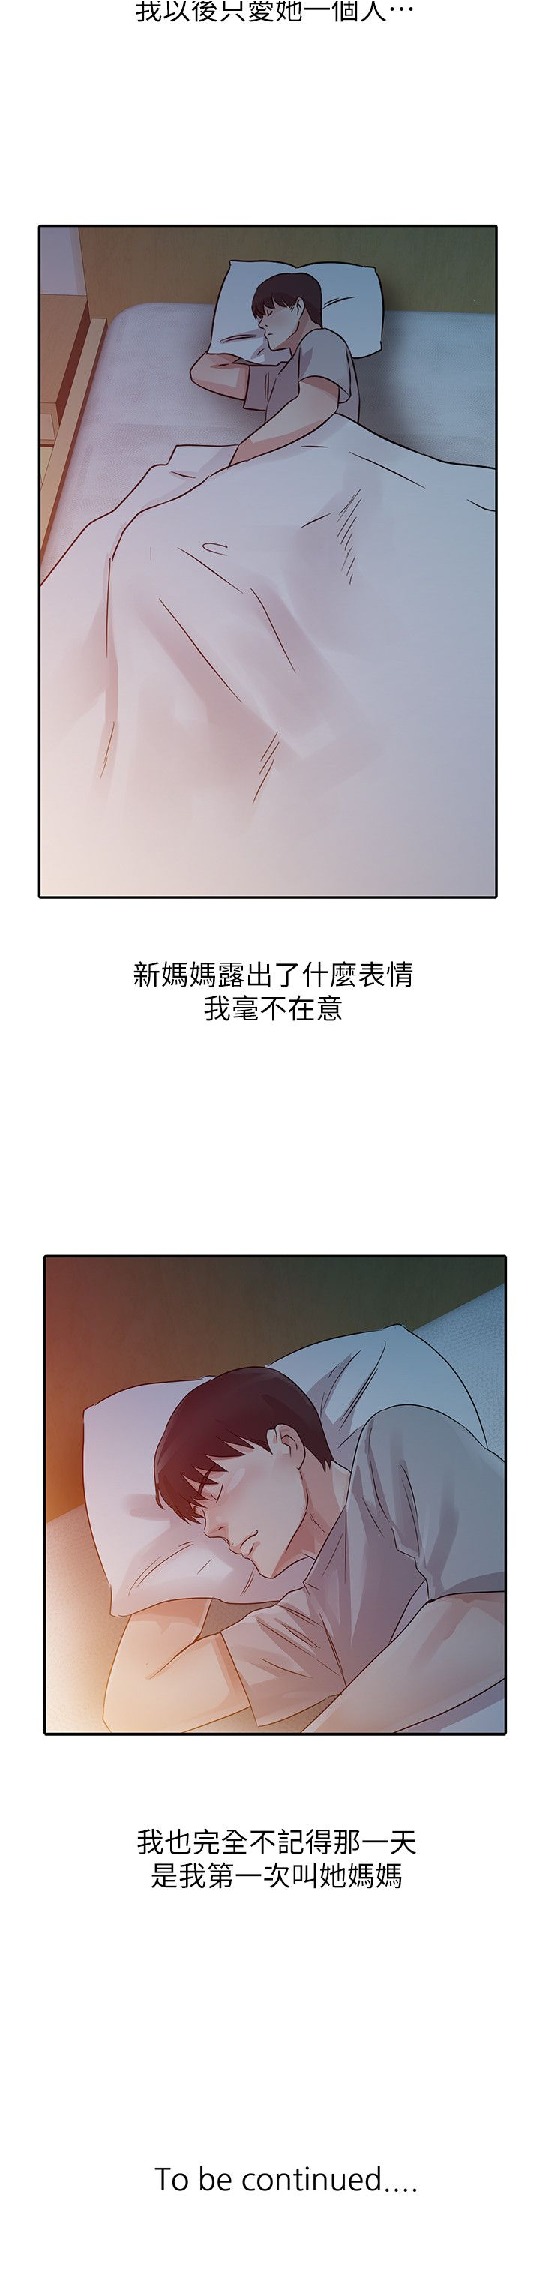 我以後只愛她一個人…
新媽媽露出了什麼表情
我毫不在意
我也完全不記得那一天
是我第一次叫她媽媽
To be continued....